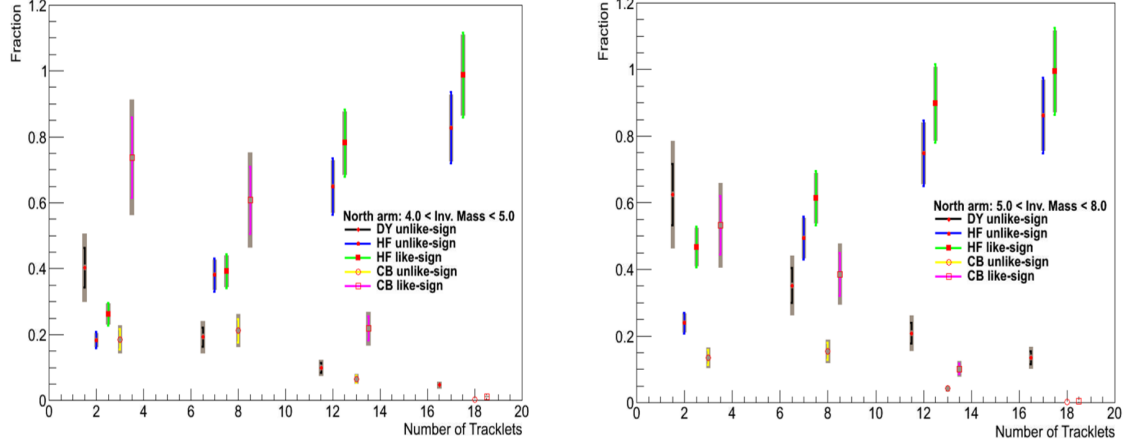 Fraction
1.2
1
0.8
0.6
0.4
0.2
0
2
4
6
8
10
12
14
16
18
20
Number of Tracklets
North arm: 4.0 < Inv. Mass < 5.0
DY unlike-sign
HF unlike-sign
HF like-sign
CB unlike-sign
CB like-sign
Fraction
1.2
1
0.8
0.6
0.4
0.2
0
2
4
6
8
10
12
14
16
18
20
Number of Tracklets
North arm: 5.0 < Inv. Mass < 8.0
DY unlike-sign
HF unlike-sign
HF like-sign
CB unlike-sign
CB like-sign